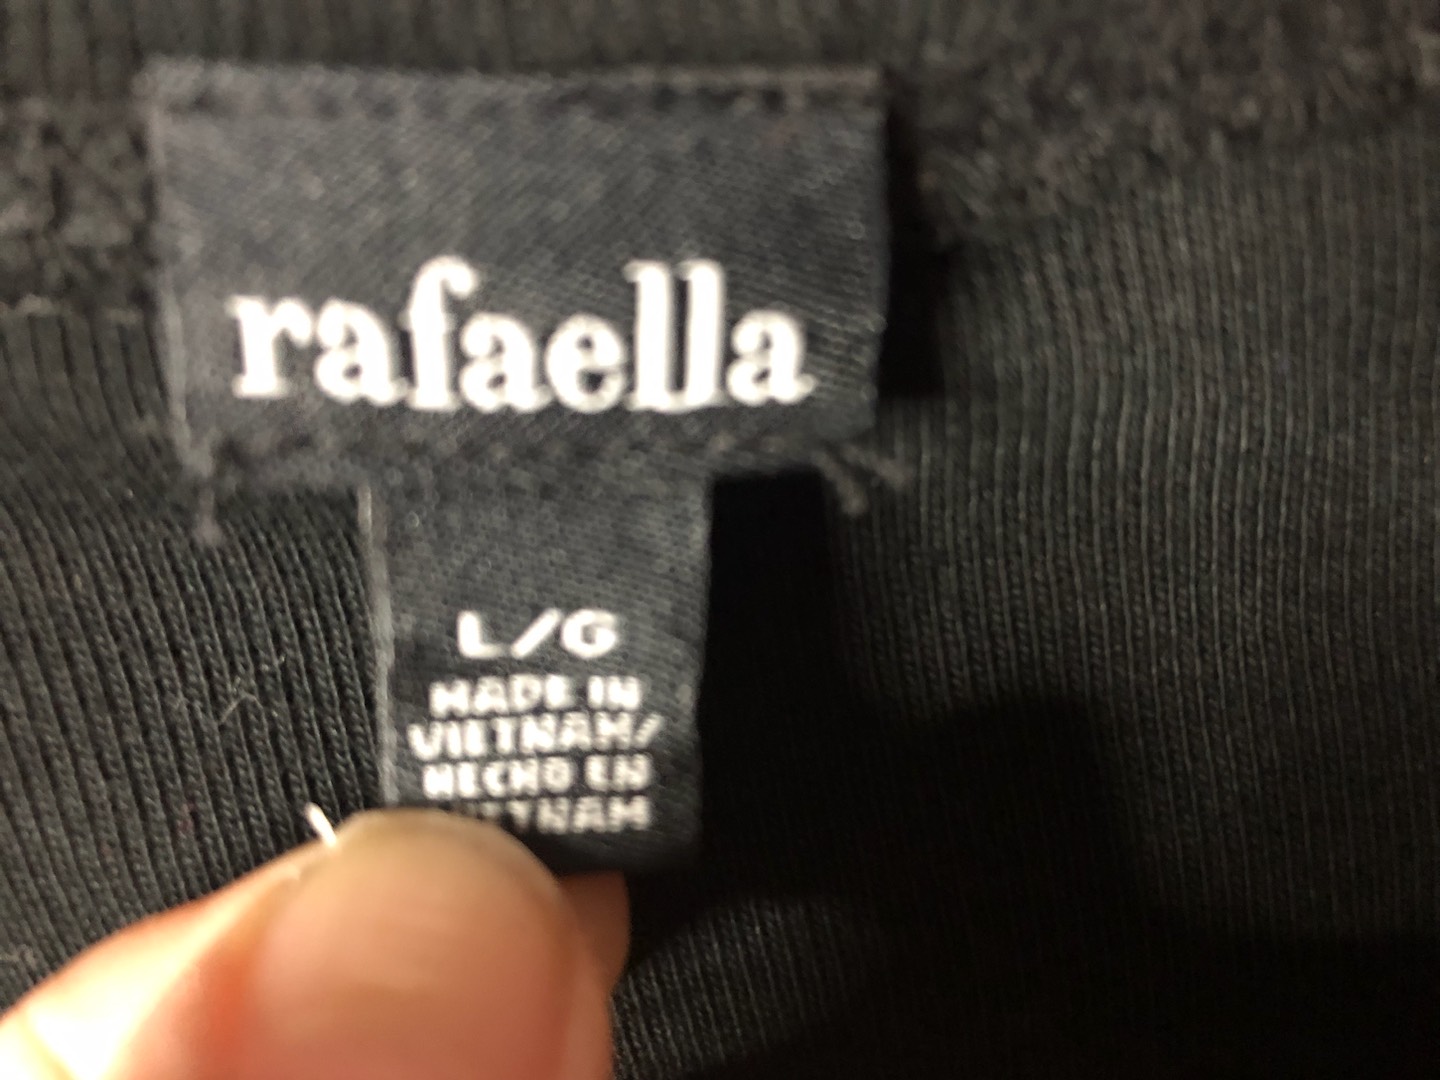 rafaella
L/G
MADE IN
VIETNAM/
HECHO EN